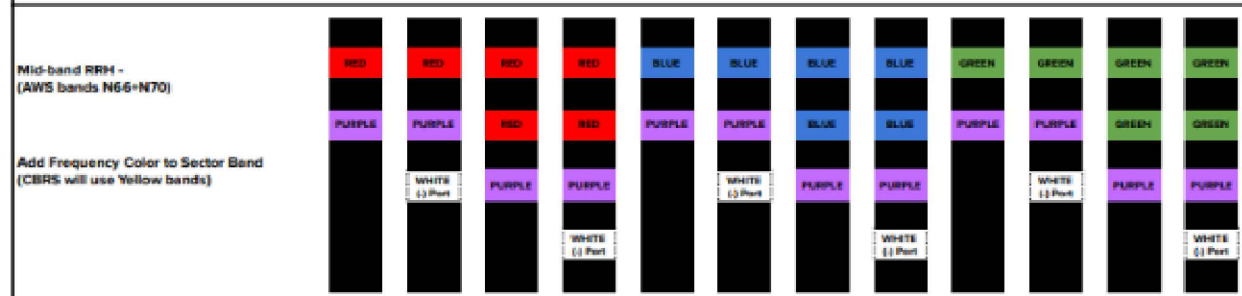 RED RED RED RED BLUE BLUE BLUE BLUE GREEN GREEN GREEN GREEN
Mid-band RRH -
(AWS bands N66+N70)
PURPLE PURPLE RED RED PURPLE PURPLE BLUE BLUE PURPLE PURPLE GREEN GREEN
Add Frequency Color to Sector Band
(CBRS will use Yellow bands)
WHITE PURPLE PURPLE WHITE PURPLE PURPLE WHITE PURPLE PURPLE
(-) Port (-) Port (-) Port
WHITE WHITE WHITE
(-) Port (-) Port (-) Port